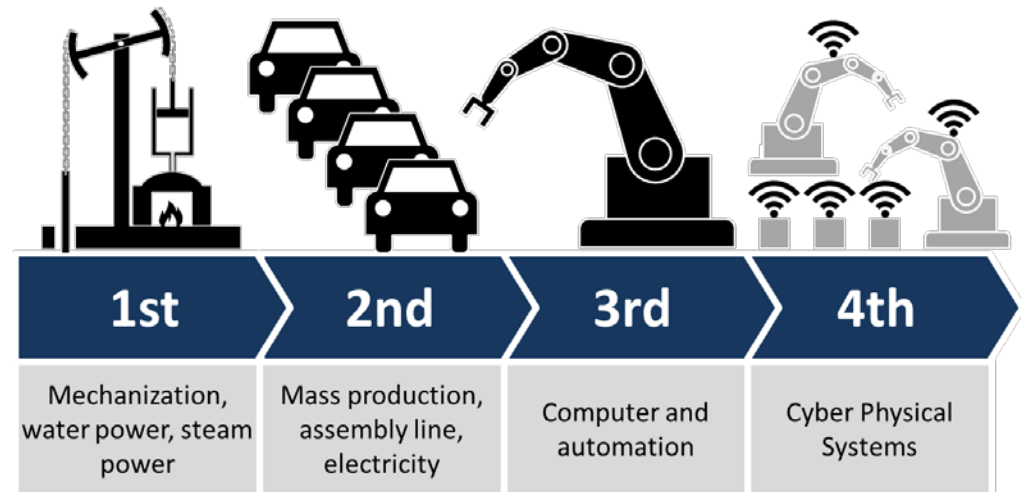 1st
2nd
3rd
4th
Mechanization,
water power, steam
power
Mass production,
assembly line,
electricity
Computer and
automation
Cyber Physical
Systems